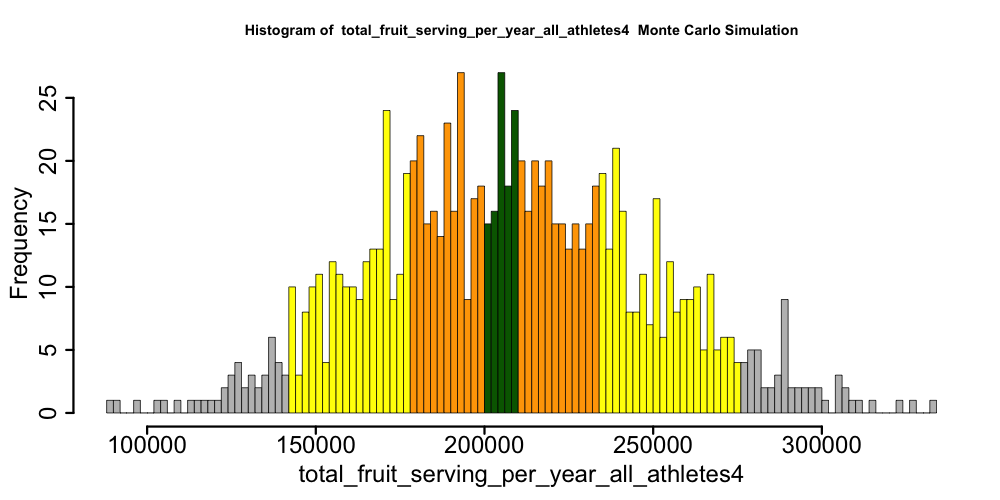 Histogram of  total_fruit_serving_per_year_all_athletes4  Monte Carlo Simulation
Frequency
25
20
15
10
5
0
100000 150000 200000 250000 300000
total_fruit_serving_per_year_all_athletes4